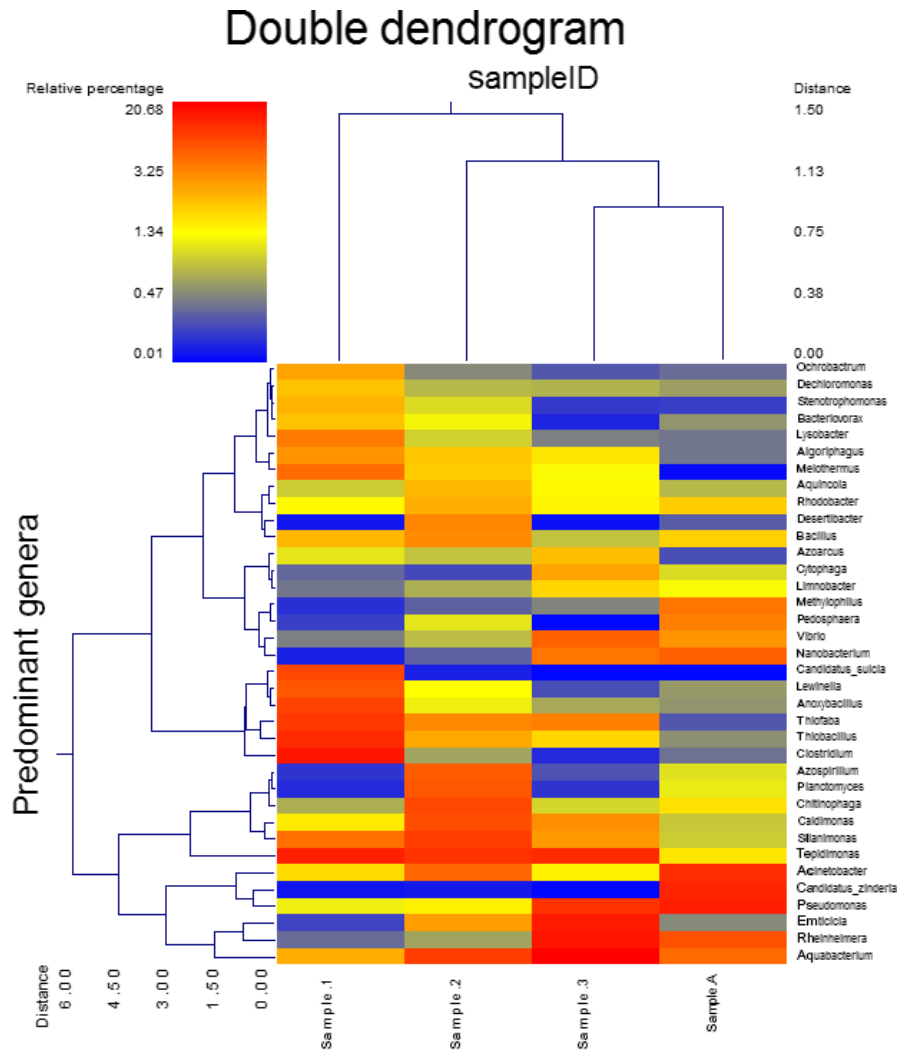 Double dendrogram
sampleID
Relative percentage
20.68
3.25
1.34
0.47
0.01
Distance
1.50
1.13
0.75
0.38
0.00
Ochrobactrum
Dechloromonas
Stenotrophomonas
Bacteriovorax
Lysobacter
Algoriphagus
Meiothermus
Aquincola
Rhodobacter
Desertibacter
Bacillus
Azoarcus
Cytophaga
Limnobacter
Methylophilus
Pedosphaera
Vibrio
Nanobacterium
Candidatus_sulcia
Lewinella
Anoxybacillus
Thiofaba
Thiobacillus
Clostridium
Azospirillum
Planctomyces
Chitinophaga
Caldimonas
Silanimonas
Tepidimonas
Acinetobacter
Candidatus_zinderia
Pseudomonas
Emticicia
Rheinheimera
Aquabacterium
Predominant genera
Distance
6.00
4.50
3.00
1.50
0.00
Sample.1
Sample.2
Sample.3
Sample.A